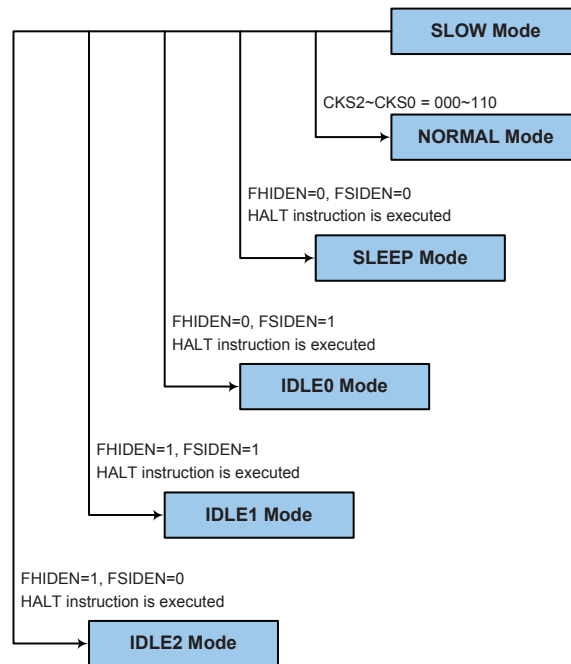 SLOW Mode
CKS2~CKS0 = 000~110
NORMAL Mode
FHIDEN=0, FSIDEN=0
HALT instruction is executed
SLEEP Mode
FHIDEN=0, FSIDEN=1
HALT instruction is executed
IDLE0 Mode
FHIDEN=1, FSIDEN=1
HALT instruction is executed
IDLE1 Mode
FHIDEN=1, FSIDEN=0
HALT instruction is executed
IDLE2 Mode